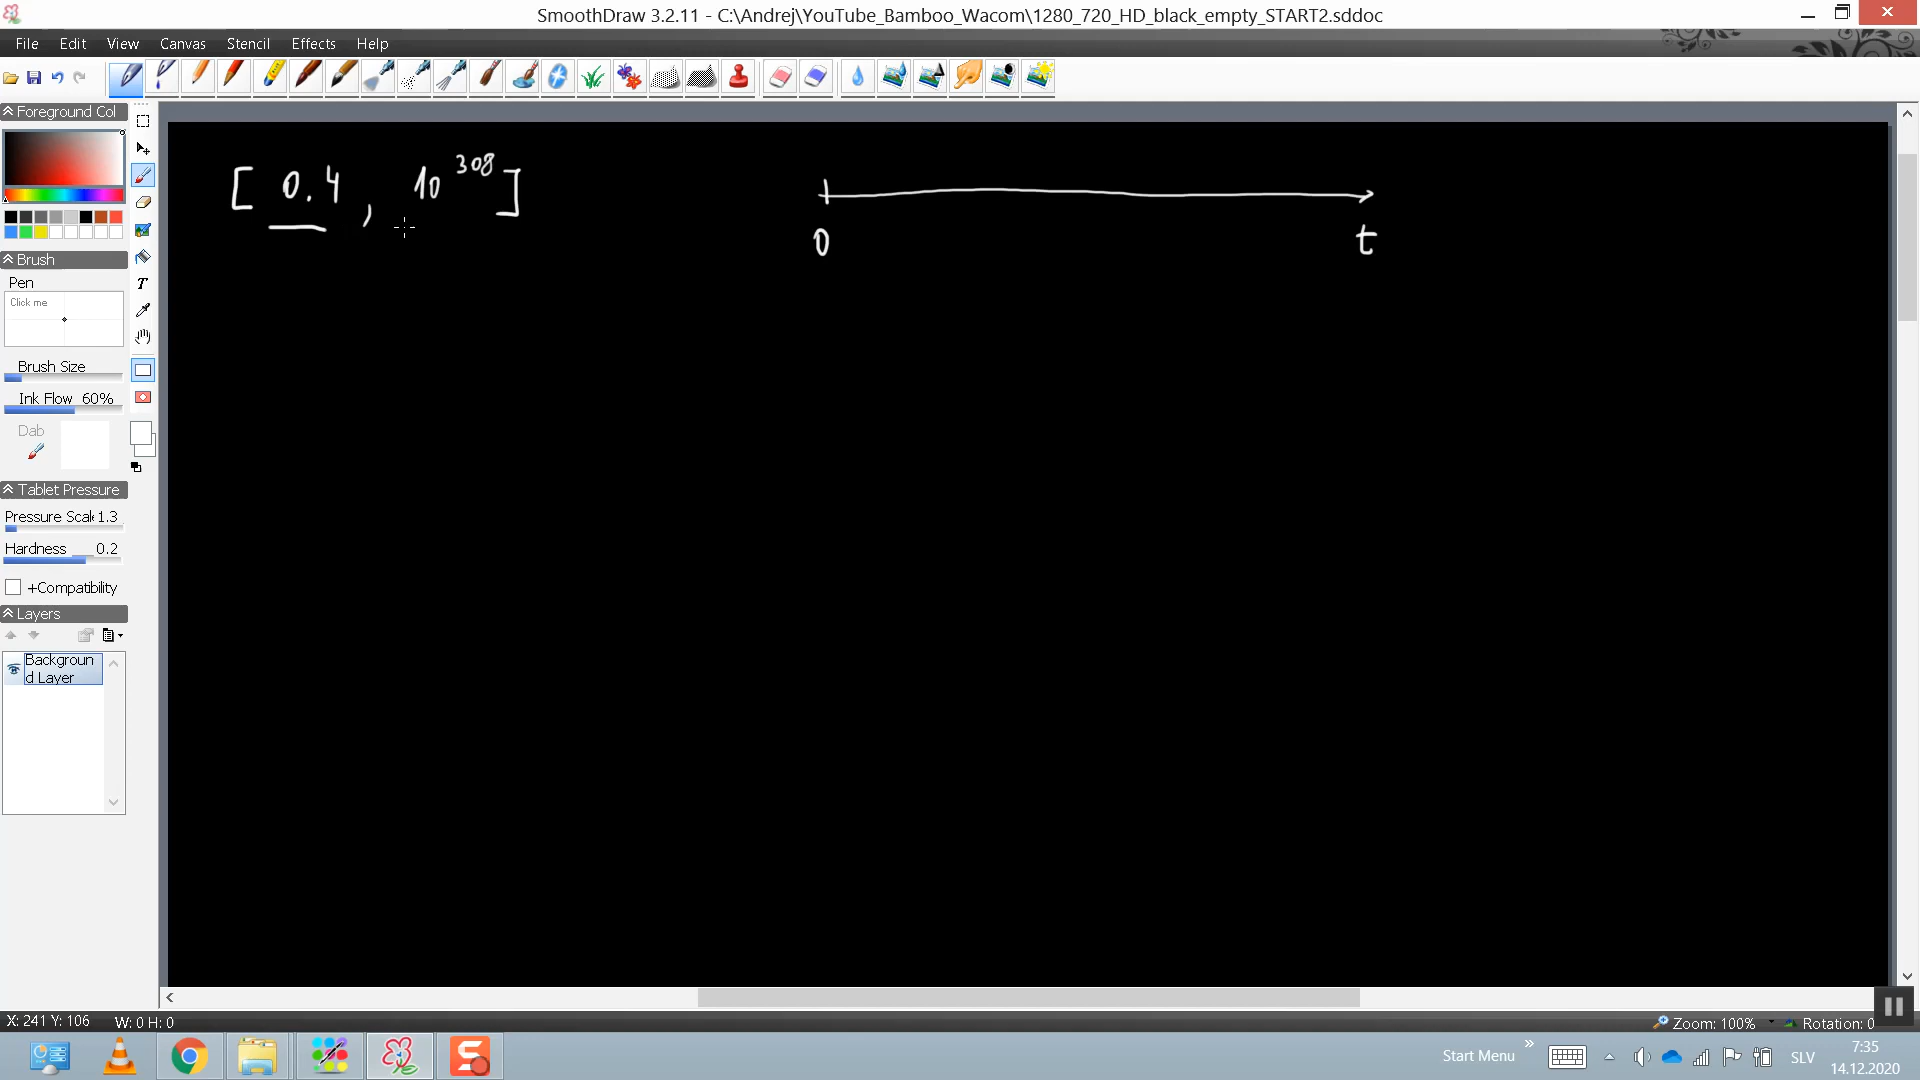 SmoothDraw 3.2.11 - C:\Andrej\YouTube_Bamboo_Wacom\1280_720_HD_black_empty_START2.sddoc
File Edit View Canvas Stencil Effects Help
Foreground Col
Brush
Pen
Click me
Brush Size
Ink Flow 60%
Dab
Tablet Pressure
Pressure Scale 1.3
Hardness 0.2
+Compatibility
Layers
Backgroun
d Layer
[ 0.4 , 10^308 ]
0 t
X: 241 Y: 106 W: 0 H: 0
Zoom: 100% Rotation: 0
Start Menu » SLV
7:35
14.12.2020